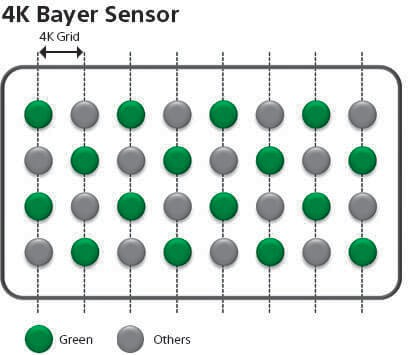 4K Bayer Sensor
4K Grid
Green
Others